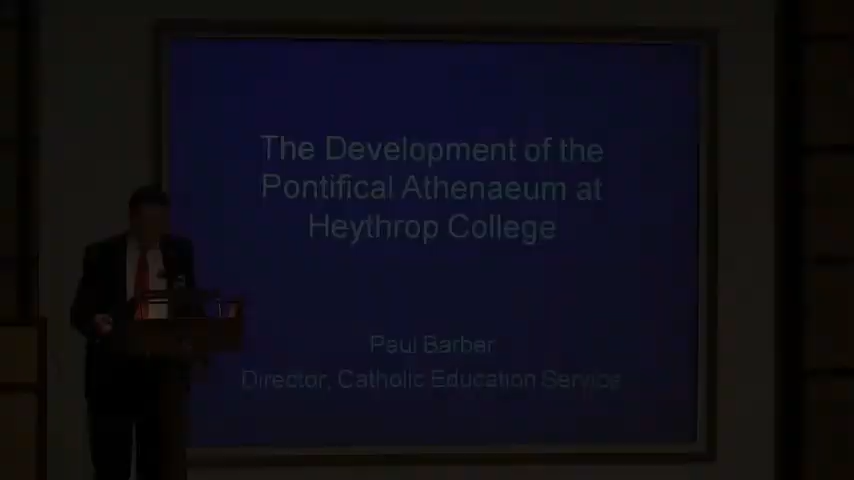 The Development of the
Pontifical Athenaeum at
Heythrop College
Paul Barber
Director, Catholic Education Service